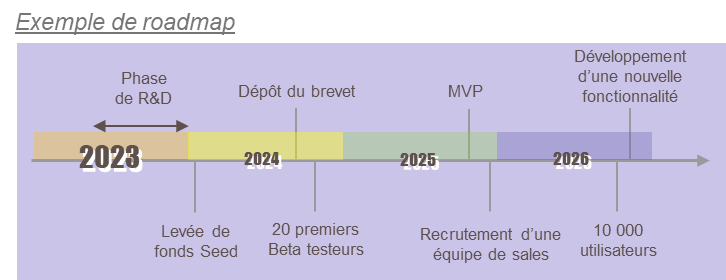 Exemple de roadmap
Phase
de R&D
Dépôt du brevet
MVP
Développement
d’une nouvelle
fonctionnalité
2023
2024
2025
2026
Levée de
fonds Seed
20 premiers
Beta testeurs
Recrutement d’une
équipe de sales
10 000
utilisateurs